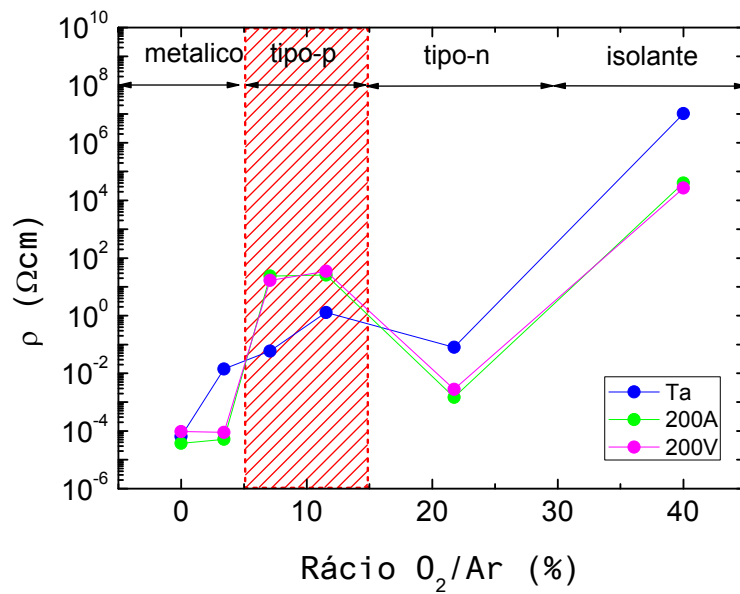 10^10
10^8
10^6
10^4
10^2
10^0
10^-2
10^-4
10^-6
ρ (Ωcm)
metalico tipo-p tipo-n isolante
Ta
200A
200V
0 10 20 30 40
Rácio O₂/Ar (%)